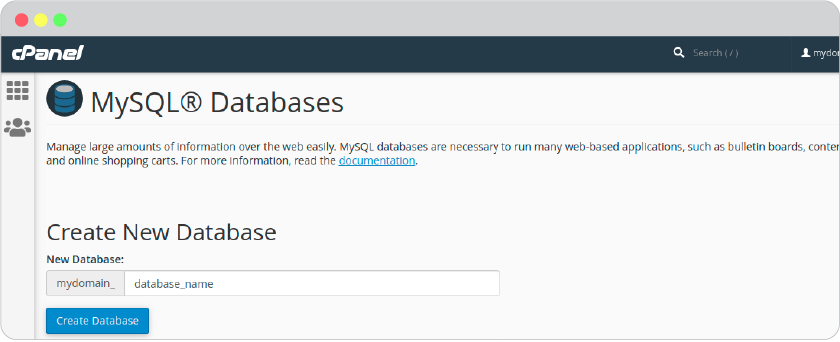 cPanel
Search ( / )
mydo
MySQL® Databases
Manage large amounts of information over the web easily. MySQL databases are necessary to run many web-based applications, such as bulletin boards, conte
and online shopping carts. For more information, read the documentation.
Create New Database
New Database:
mydomain_
database_name
Create Database